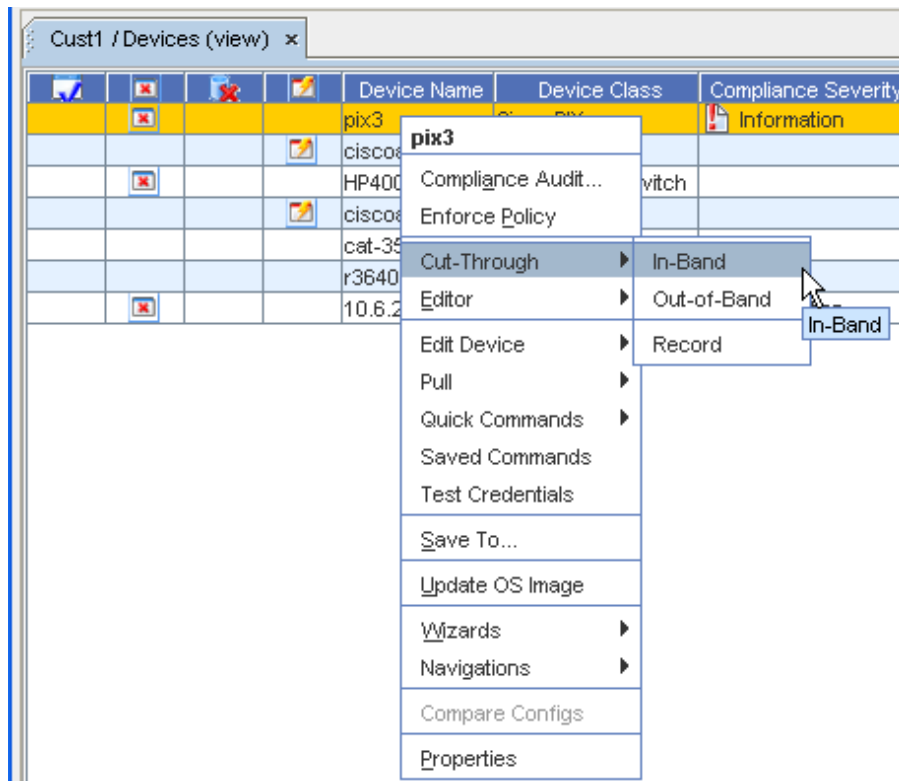 Cust1 / Devices (view) ×
Device Name Device Class Compliance Severity
pix3 Information
pix3
HP400 vitch
cat-35
r3640
10.6.2
Compliance Audit...
Enforce Policy
Cut-Through
Editor
Edit Device
Pull
Quick Commands
Saved Commands
Test Credentials
Save To...
Update OS Image
Wizards
Navigations
Compare Configs
Properties
In-Band
Out-of-Band
Record
In-Band